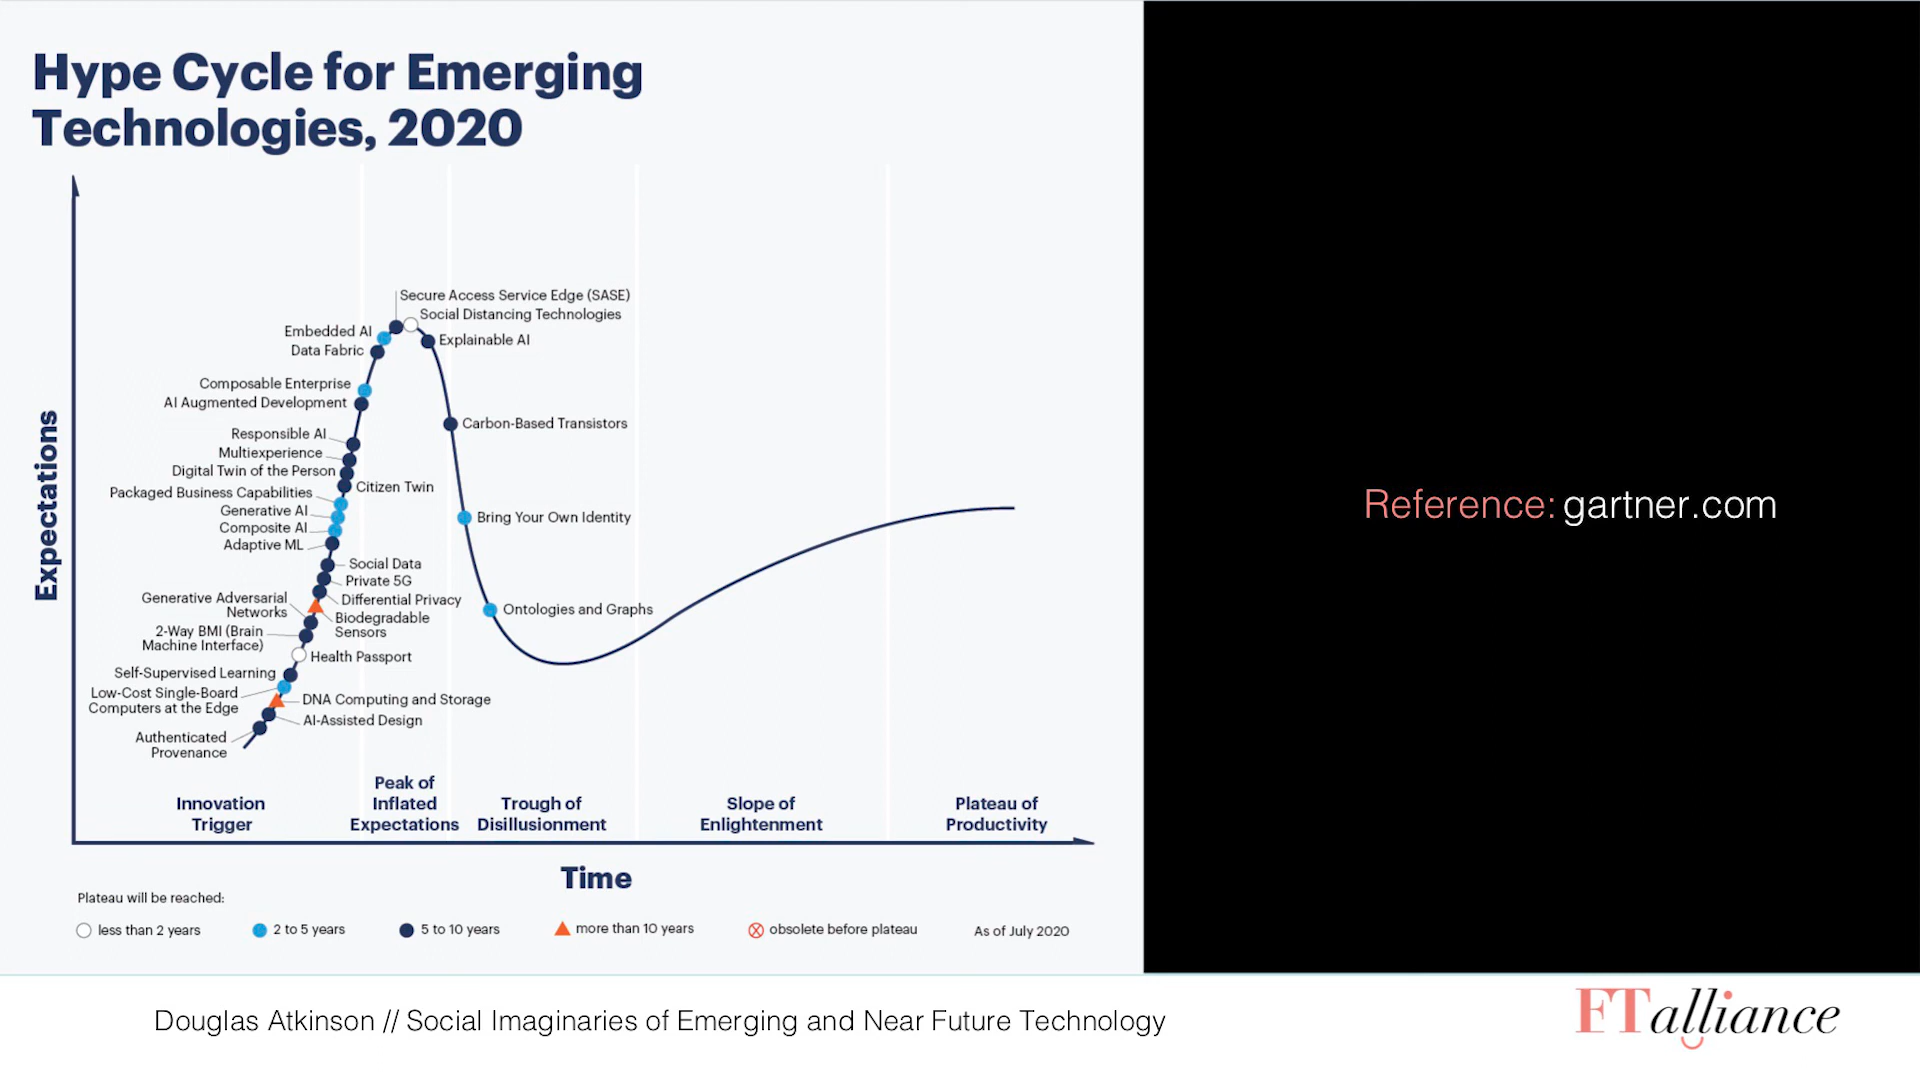 Hype Cycle for Emerging
Technologies, 2020
Expectations
Secure Access Service Edge (SASE)
Social Distancing Technologies
Embedded AI
Explainable AI
Data Fabric
Composable Enterprise
AI Augmented Development
Carbon-Based Transistors
Responsible AI
Multiexperience
Digital Twin of the Person
Citizen Twin
Packaged Business Capabilities
Generative AI
Bring Your Own Identity
Composite AI
Adaptive ML
Social Data
Private 5G
Generative Adversarial
Networks
Differential Privacy
Ontologies and Graphs
Biodegradable
Sensors
2-Way BMI (Brain
Machine Interface)
Health Passport
Self-Supervised Learning
Low-Cost Single-Board
Computers at the Edge
DNA Computing and Storage
AI-Assisted Design
Authenticated
Provenance
Innovation
Trigger
Peak of
Inflated
Expectations
Trough of
Disillusionment
Slope of
Enlightenment
Plateau of
Productivity
Time
Plateau will be reached:
less than 2 years
2 to 5 years
5 to 10 years
more than 10 years
obsolete before plateau
As of July 2020
Reference: gartner.com
Douglas Atkinson // Social Imaginaries of Emerging and Near Future Technology
FTalliance